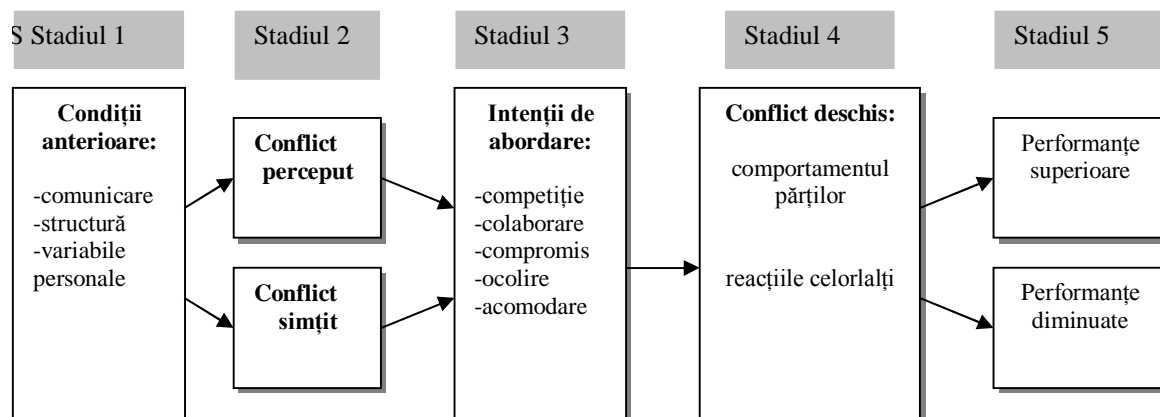 S Stadiul 1
Stadiul 2
Stadiul 3
Stadiul 4
Stadiul 5
Condiții
anterioare:
-comunicare
-structură
-variabile
personale
Conflict
perceput
Conflict
simțit
Intenții de
abordare:
-competiție
-colaborare
-compromis
-ocolire
-acomodare
Conflict deschis:
comportamentul
părților
reacțiile celorlalți
Performanțe
superioare
Performanțe
diminuate